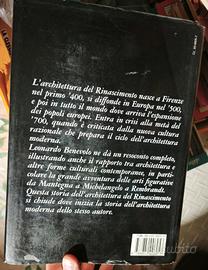 L'architettura del Rinascimento nasce a Firenze
nel primo '400, si diffonde in Europa nel '500,
e poi in tutto il mondo dove arriva l'espansione
dei popoli europei. Entra in crisi alla metà del
'700, quando è criticata dalla nuova cultura
razionale che prepara il ciclo dell'architettura
moderna.
Leonardo Benevolo ne dà un resoconto completo,
illustrando anche il rapporto tra architettura e
altre forme culturali contemporanee, in parti-
colare la grande avventura delle arti figurative
da Mantegna a Michelangelo a Rembrandt.
Questa storia dell'architettura del Rinascimento
si chiude dove inizia la storia dell'architettura
moderna dello stesso autore.
subito